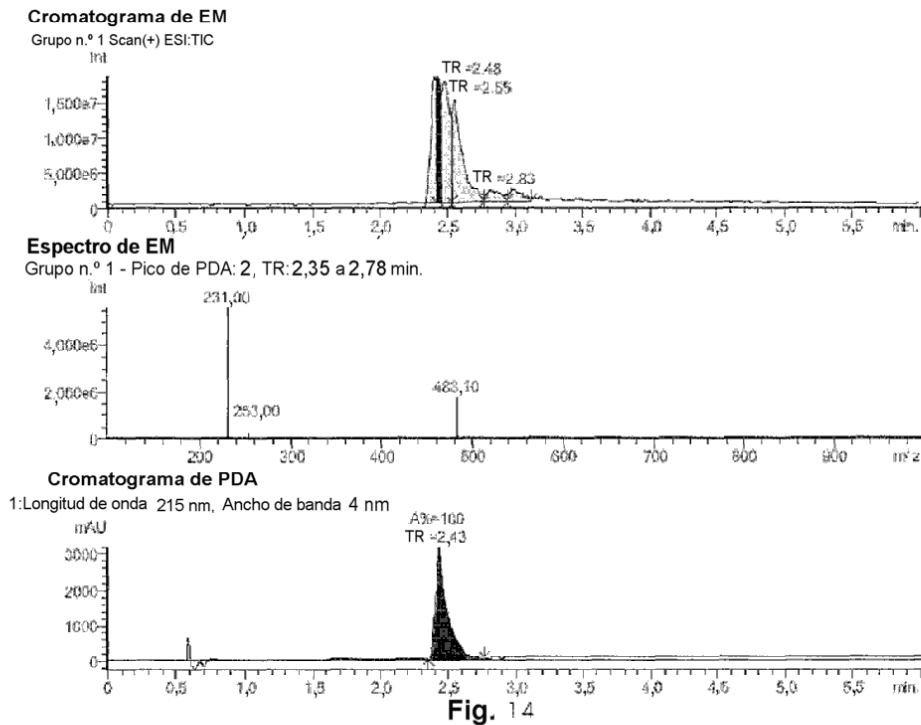 Cromatograma de EM
Grupo n.º 1 Scan(+) ESI:TIC
Int
TR =2.48
TR =2.55
TR =2.83
1,500e7
1,000e7
5,000e6
0
0 0,5 1,0 1,5 2,0 2,5 3,0 3,5 4,0 4,5 5,0 5,5 min.
Espectro de EM
Grupo n.º 1 - Pico de PDA: 2, TR: 2,35 a 2,78 min.
Int
231,00
4,000e6
2,000e6
253,00
483,10
0
200 300 400 500 600 700 800 900 m/z
Cromatograma de PDA
1:Longitud de onda 215 nm, Ancho de banda 4 nm
mAU
A%=100
TR =2,43
3000
2000
1000
0
0 0,5 1,0 1,5 2,0 2,5 3,0 3,5 4,0 4,5 5,0 5,5 min.
Fig. 14